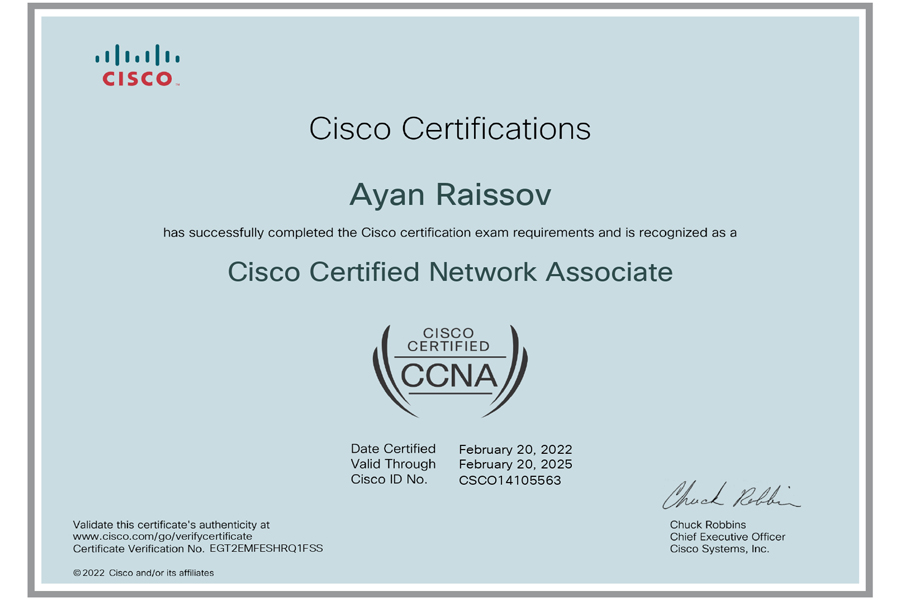 CISCO
Cisco Certifications
Ayan Raissov
has successfully completed the Cisco certification exam requirements and is recognized as a
Cisco Certified Network Associate
CISCO
CERTIFIED
CCNA
Date Certified February 20, 2022
Valid Through February 20, 2025
Cisco ID No. CSCO14105563
Chuck Robbin
Validate this certificate's authenticity at
www.cisco.com/go/verifycertificate
Certificate Verification No. EGT2EMFESHRQ1FSS
Chuck Robbins
Chief Executive Officer
Cisco Systems, Inc.
©2022 Cisco and/or its affiliates